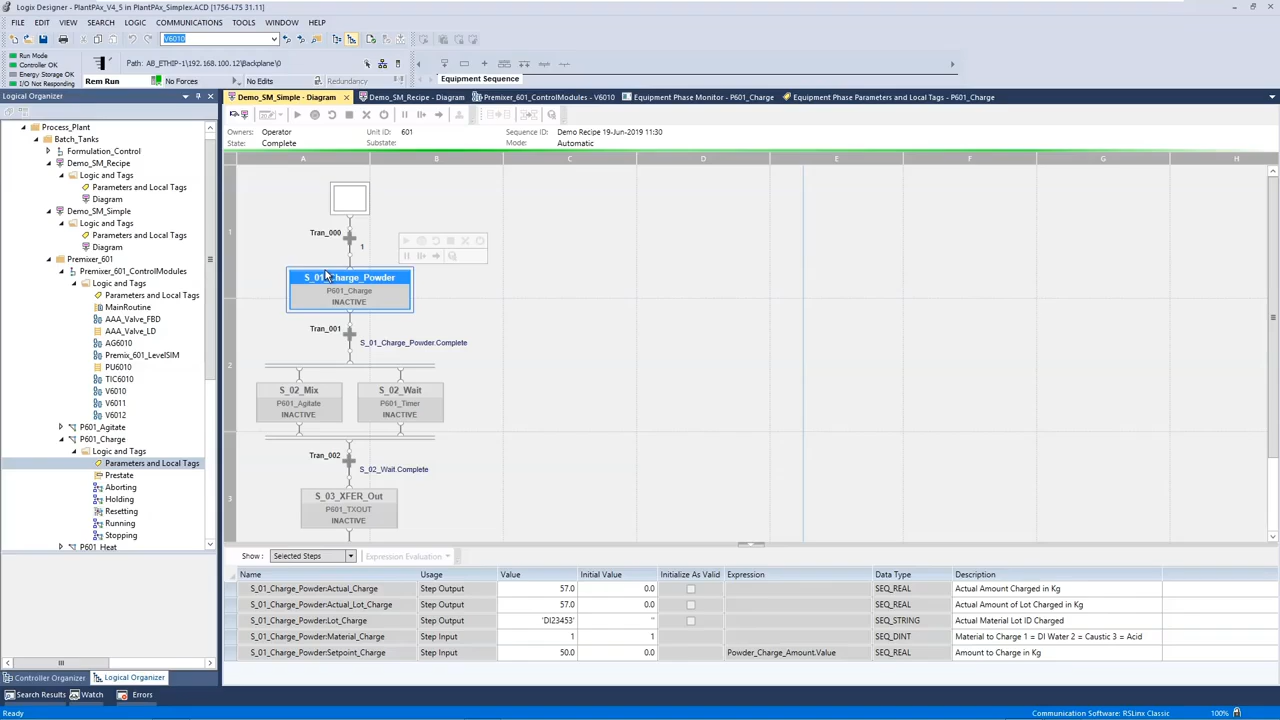 Logix Designer - PlantPAx_V4_5 in PlantPAx_Simplex.ACD [1756-L75 31.11]
FILE EDIT VIEW SEARCH LOGIC COMMUNICATIONS TOOLS WINDOW HELP
V6010
Run Mode
Controller OK
Energy Storage OK
I/O Not Responding
Path: AB_ETHIP-1\192.168.100.12\Backplane\0
Rem Run No Forces No Edits Redundancy
Equipment Sequence
Logical Organizer
Process_Plant
Batch_Tanks
Formulation_Control
Demo_SM_Recipe
Logic and Tags
Parameters and Local Tags
Diagram
Demo_SM_Simple
Logic and Tags
Parameters and Local Tags
Diagram
Premixer_601
Premixer_601_ControlModules
Logic and Tags
Parameters and Local Tags
MainRoutine
AAA_Valve_FBD
AAA_Valve_LD
AG6010
Premix_601_LevelSIM
PU6010
TIC6010
V6010
V6011
V6012
P601_Agitate
P601_Charge
Logic and Tags
Parameters and Local Tags
Prestate
Aborting
Holding
Resetting
Running
Stopping
P601_Heat
Controller Organizer Logical Organizer
Demo_SM_Simple - Diagram Demo_SM_Recipe - Diagram Premixer_601_ControlModules - V6010 Equipment Phase Monitor - P601_Charge Equipment Phase Parameters and Local Tags - P601_Charge
Owners: Operator Unit ID: 601 Sequence ID: Demo Recipe 19-Jun-2019 11:30
State: Complete Substate: Mode: Automatic
A B C D E F G H
1
Tran_000
1
S_01_Charge_Powder
P601_Charge
INACTIVE
Tran_001
S_01_Charge_Powder.Complete
2
S_02_Mix S_02_Wait
P601_Agitate P601_Timer
INACTIVE INACTIVE
Tran_002
S_02_Wait.Complete
3
S_03_XFER_Out
P601_TXOUT
INACTIVE
Show : Selected Steps Expression Evaluation
Name Usage Value Initial Value Initialize As Valid Expression Data Type Description
S_01_Charge_Powder:Actual_Charge Step Output 57.0 0.0 SEQ_REAL Actual Amount Charged in Kg
S_01_Charge_Powder:Actual_Lot_Charge Step Output 57.0 0.0 SEQ_REAL Actual Amount of Lot Charged in Kg
S_01_Charge_Powder:Lot_Charge Step Output 'DI23453' '' SEQ_STRING Actual Material Lot ID Charged
S_01_Charge_Powder:Material_Charge Step Input 1 1 SEQ_DINT Material to Charge 1 = DI Water 2 = Caustic 3 = Acid
S_01_Charge_Powder:Setpoint_Charge Step Input 50.0 0.0 Powder_Charge_Amount.Value SEQ_REAL Amount to Charge in Kg
Search Results Watch Errors
Ready Communication Software: RSLinx Classic 100%